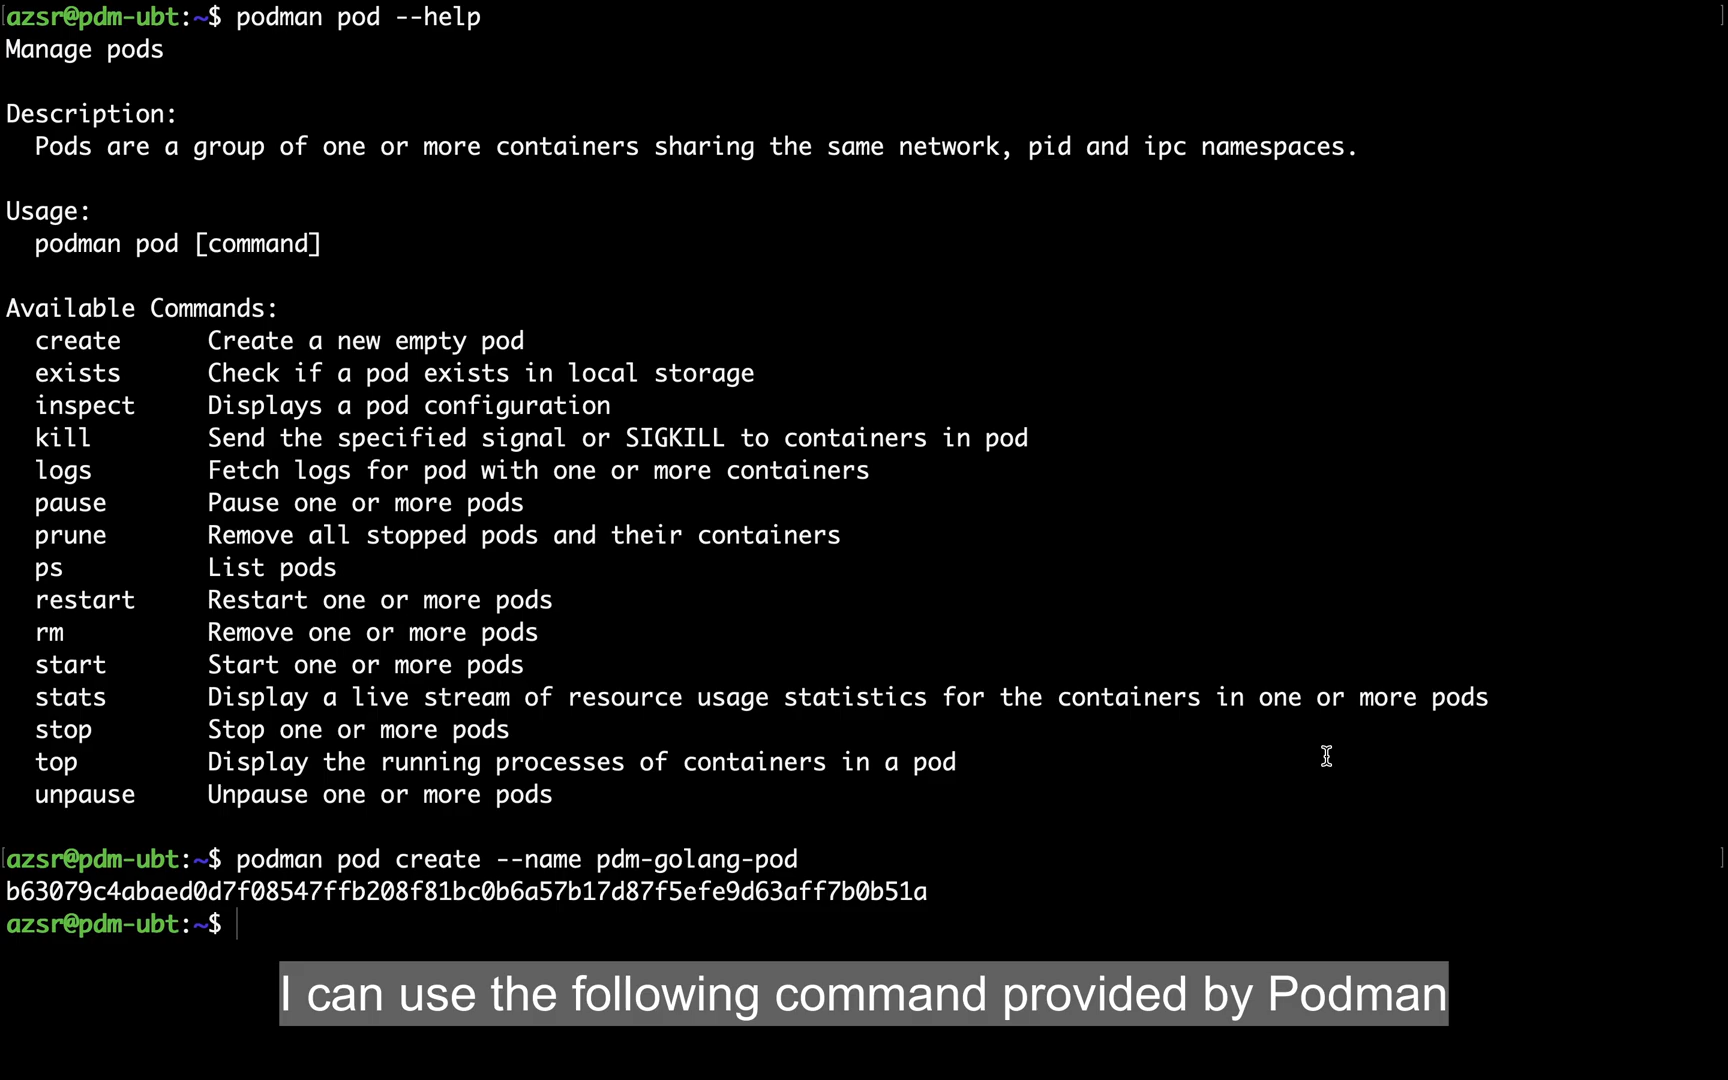 azsr@pdm-ubt:~$ podman pod --help
Manage pods
Description:
Pods are a group of one or more containers sharing the same network, pid and ipc namespaces.
Usage:
podman pod [command]
Available Commands:
create Create a new empty pod
exists Check if a pod exists in local storage
inspect Displays a pod configuration
kill Send the specified signal or SIGKILL to containers in pod
logs Fetch logs for pod with one or more containers
pause Pause one or more pods
prune Remove all stopped pods and their containers
ps List pods
restart Restart one or more pods
rm Remove one or more pods
start Start one or more pods
stats Display a live stream of resource usage statistics for the containers in one or more pods
stop Stop one or more pods
top Display the running processes of containers in a pod
unpause Unpause one or more pods
azsr@pdm-ubt:~$ podman pod create --name pdm-golang-pod
b63079c4abaed0d7f08547ffb208f81bc0b6a57b17d87f5efe9d63aff7b0b51a
azsr@pdm-ubt:~$
I can use the following command provided by Podman